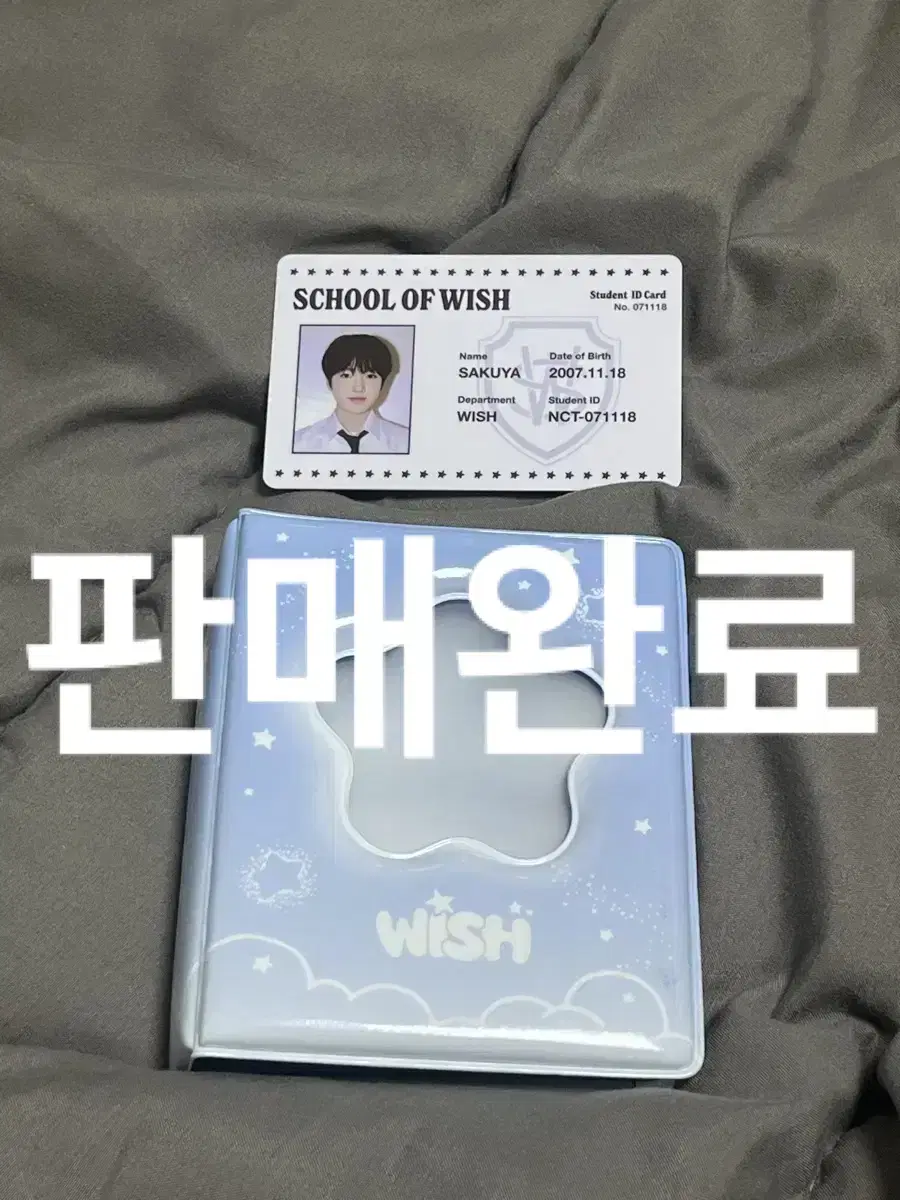 SCHOOL OF WISH
Student ID Card
No. 071118
Name
Date of Birth
SAKUYA
2007.11.18
Department
Student ID
WISH
NCT-071118
판매완료
WISH